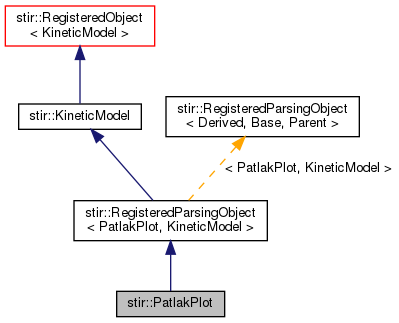 stir::RegisteredObject
< KineticModel >
stir::KineticModel
stir::RegisteredParsingObject
< Derived, Base, Parent >
< PatlakPlot, KineticModel >
stir::RegisteredParsingObject
< PatlakPlot, KineticModel >
stir::PatlakPlot